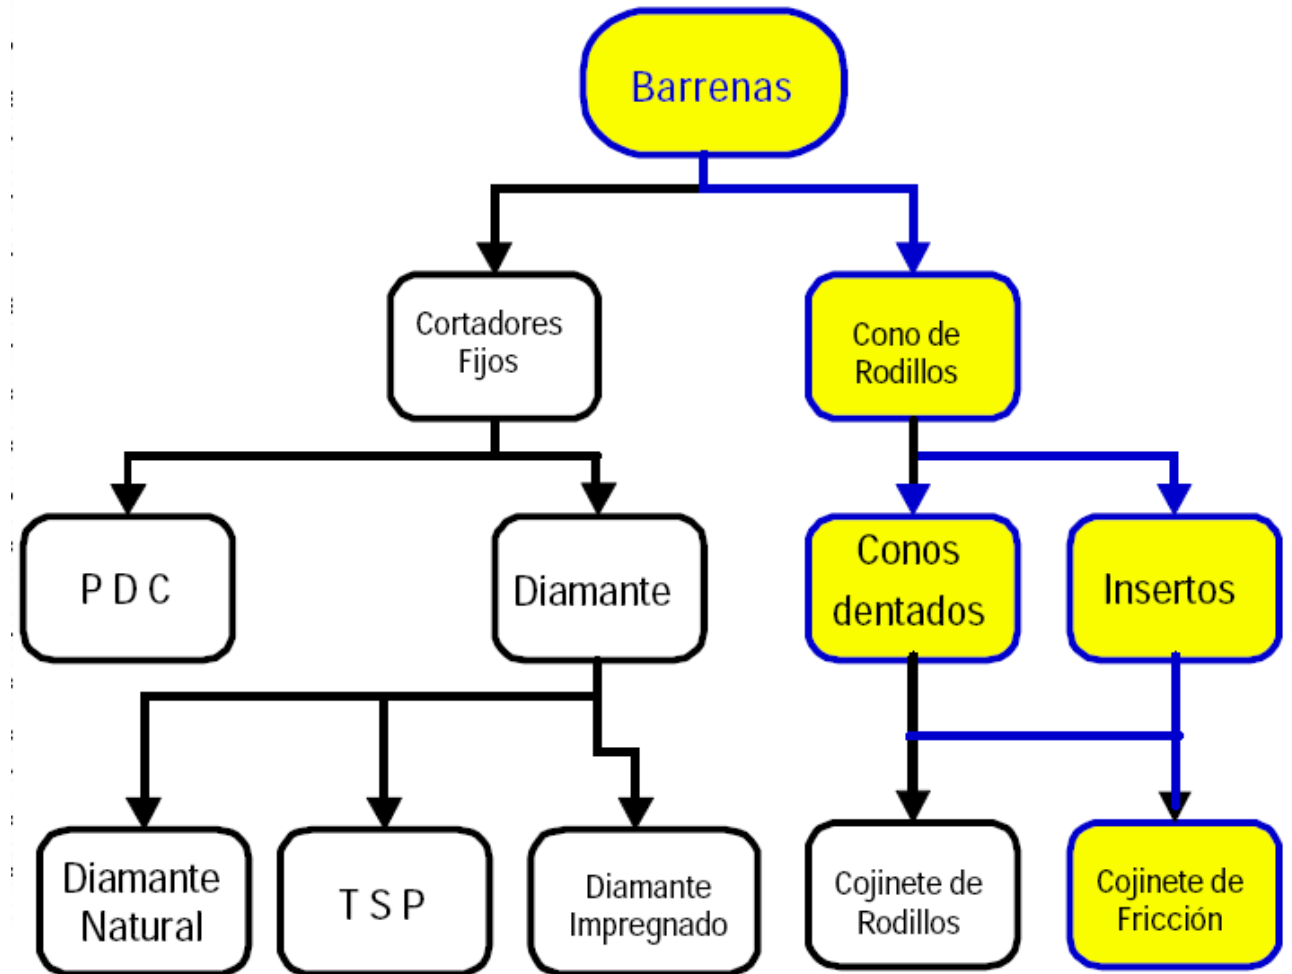 Barrenas
Cortadores
Fijos
Cono de
Rodillos
P D C
Diamante
Conos
dentados
Insertos
Diamante
Natural
T S P
Diamante
Impregnado
Cojinete de
Rodillos
Cojinete de
Fricción